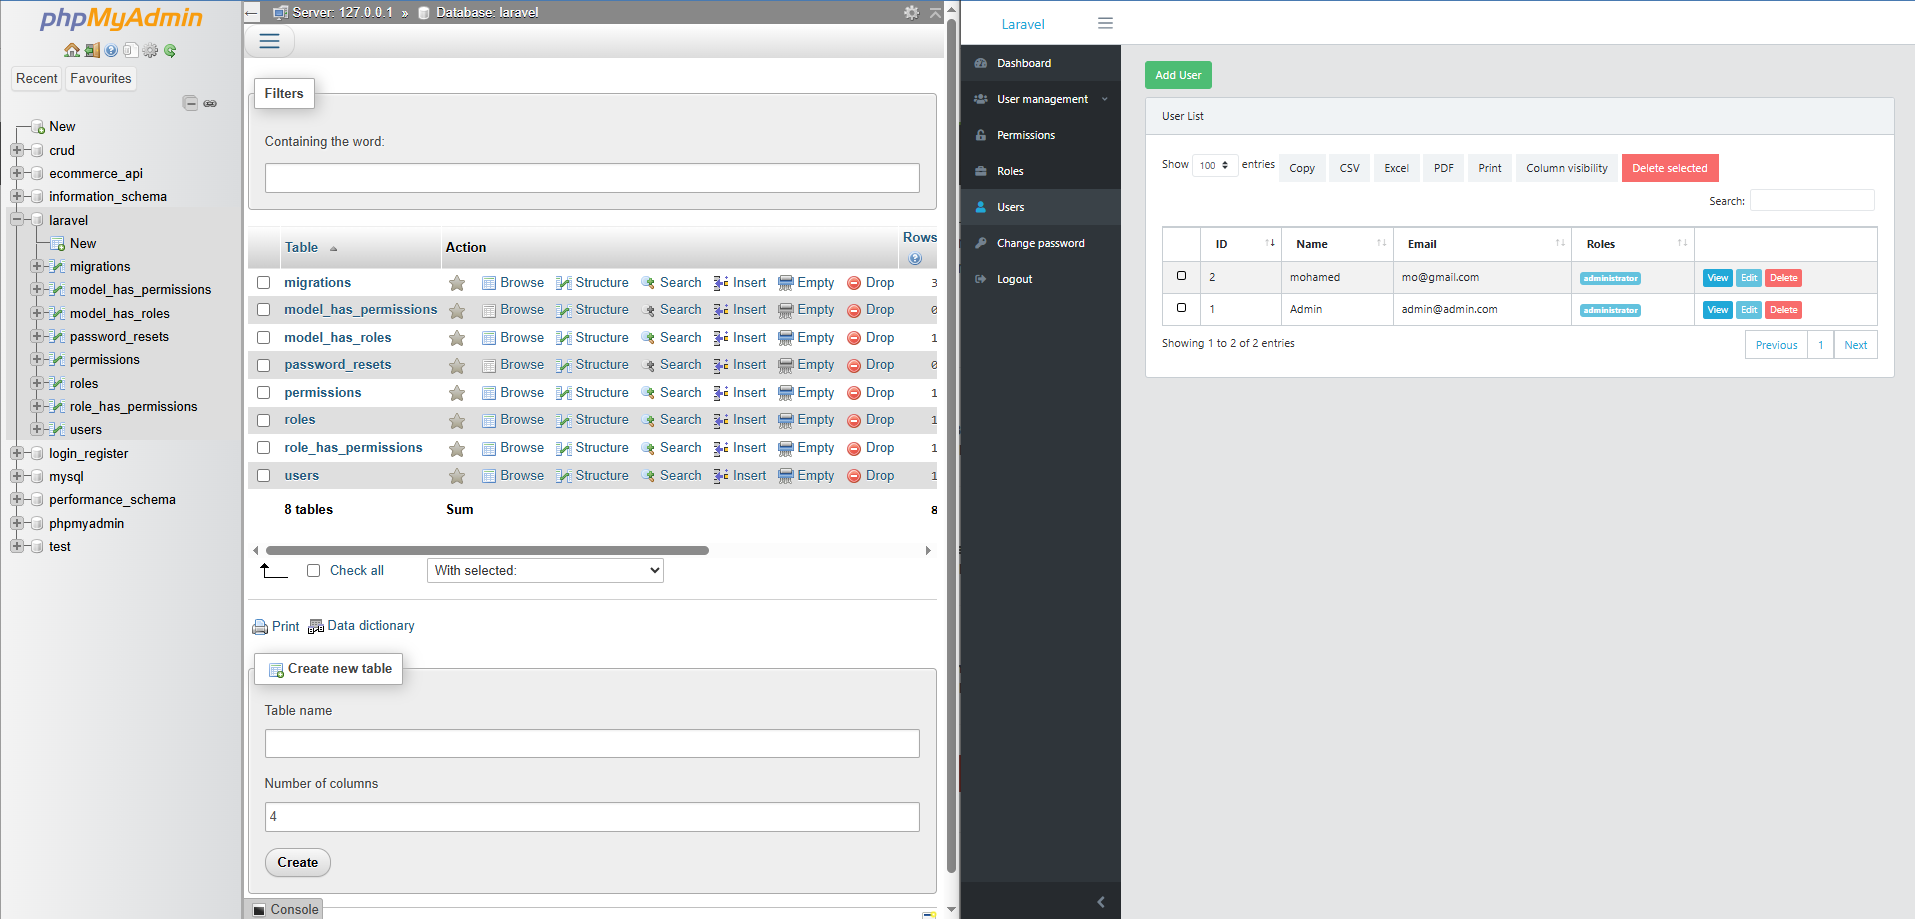 phpMyAdmin
Recent Favourites
New
crud
ecommerce_api
information_schema
laravel
New
migrations
model_has_permissions
model_has_roles
password_resets
permissions
roles
role_has_permissions
users
login_register
mysql
performance_schema
phpmyadmin
test
Server: 127.0.0.1 » Database: laravel
Filters
Containing the word:
Table Action Rows
migrations Browse Structure Search Insert Empty Drop 3
model_has_permissions Browse Structure Search Insert Empty Drop 0
model_has_roles Browse Structure Search Insert Empty Drop 1
password_resets Browse Structure Search Insert Empty Drop 0
permissions Browse Structure Search Insert Empty Drop 1
roles Browse Structure Search Insert Empty Drop 1
role_has_permissions Browse Structure Search Insert Empty Drop 1
users Browse Structure Search Insert Empty Drop 1
8 tables Sum 8
Check all With selected:
Print Data dictionary
Create new table
Table name
Number of columns
4
Create
Console
Laravel
Dashboard
User management
Permissions
Roles
Users
Change password
Logout
Add User
User List
Show 100 entries Copy CSV Excel PDF Print Column visibility Delete selected
Search:
ID Name Email Roles
2 mohamed mo@gmail.com administrator View Edit Delete
1 Admin admin@admin.com administrator View Edit Delete
Showing 1 to 2 of 2 entries
Previous 1 Next